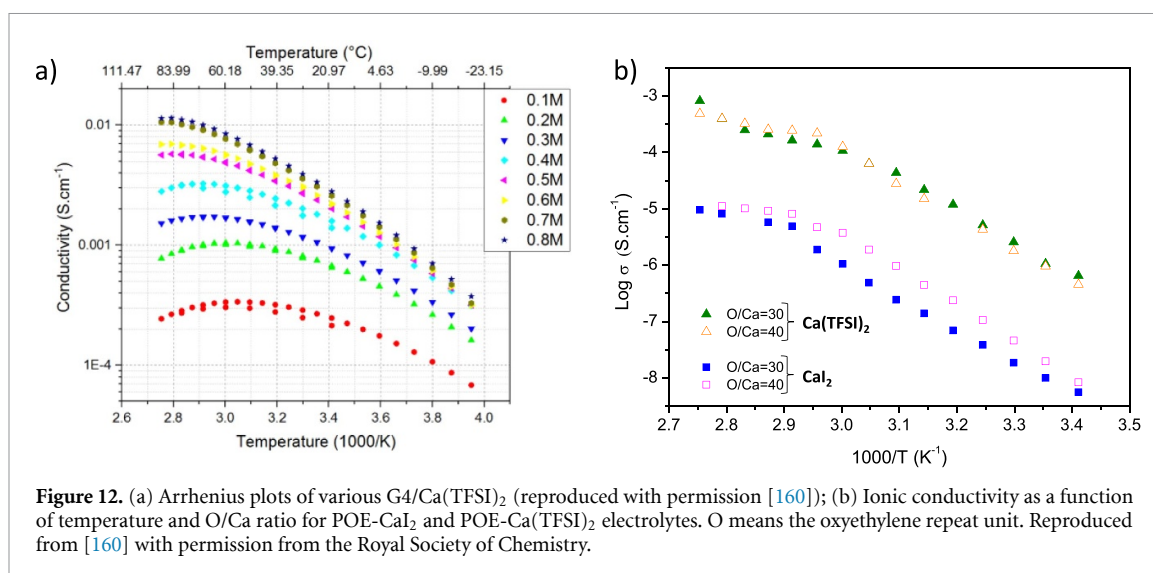 a)
Temperature (°C)
111.47 83.99 60.18 39.35 20.97 4.63 -9.99 -23.15
0.01
0.001
1E-4
Conductivity (S.cm⁻¹)
0.1M
0.2M
0.3M
0.4M
0.5M
0.6M
0.7M
0.8M
2.6 2.8 3.0 3.2 3.4 3.6 3.8 4.0
Temperature (1000/K)
b)
-3
-4
-5
-6
-7
-8
Log σ (S.cm⁻¹)
O/Ca=30
O/Ca=40
Ca(TFSI)₂
O/Ca=30
O/Ca=40
CaI₂
2.7 2.8 2.9 3.0 3.1 3.2 3.3 3.4 3.5
1000/T (K⁻¹)
Figure 12. (a) Arrhenius plots of various G4/Ca(TFSI)₂ (reproduced with permission [160]); (b) Ionic conductivity as a function
of temperature and O/Ca ratio for POE-CaI₂ and POE-Ca(TFSI)₂ electrolytes. O means the oxyethylene repeat unit. Reproduced
from [160] with permission from the Royal Society of Chemistry.